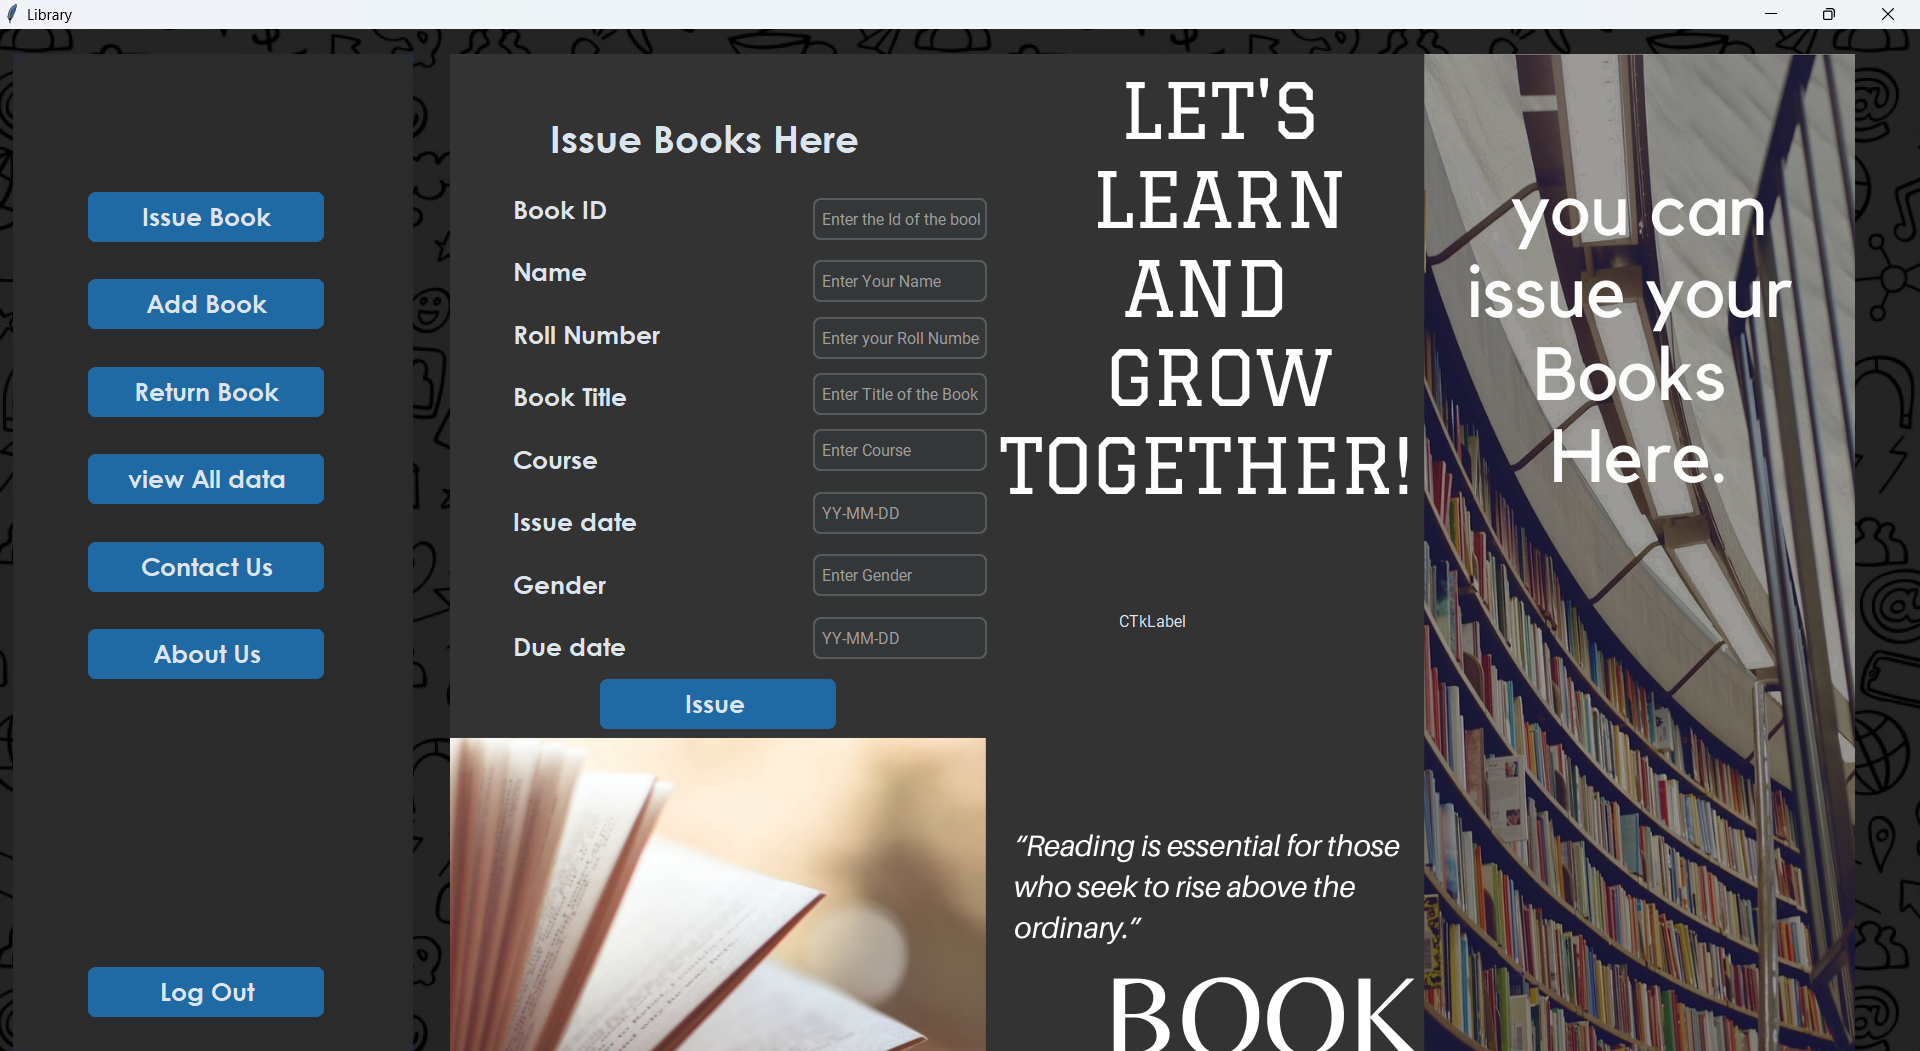 Library
Issue Book
Add Book
Return Book
view All data
Contact Us
About Us
Log Out
Issue Books Here
Book ID
Enter the Id of the bool
Name
Enter Your Name
Roll Number
Enter your Roll Numbe
Book Title
Enter Title of the Book
Course
Enter Course
Issue date
YY-MM-DD
Gender
Enter Gender
Due date
YY-MM-DD
Issue
LET'S
LEARN
AND
GROW
TOGETHER!
CTkLabel
“Reading is essential for those
who seek to rise above the
ordinary.”
BOOK
you can
issue your
Books
Here.